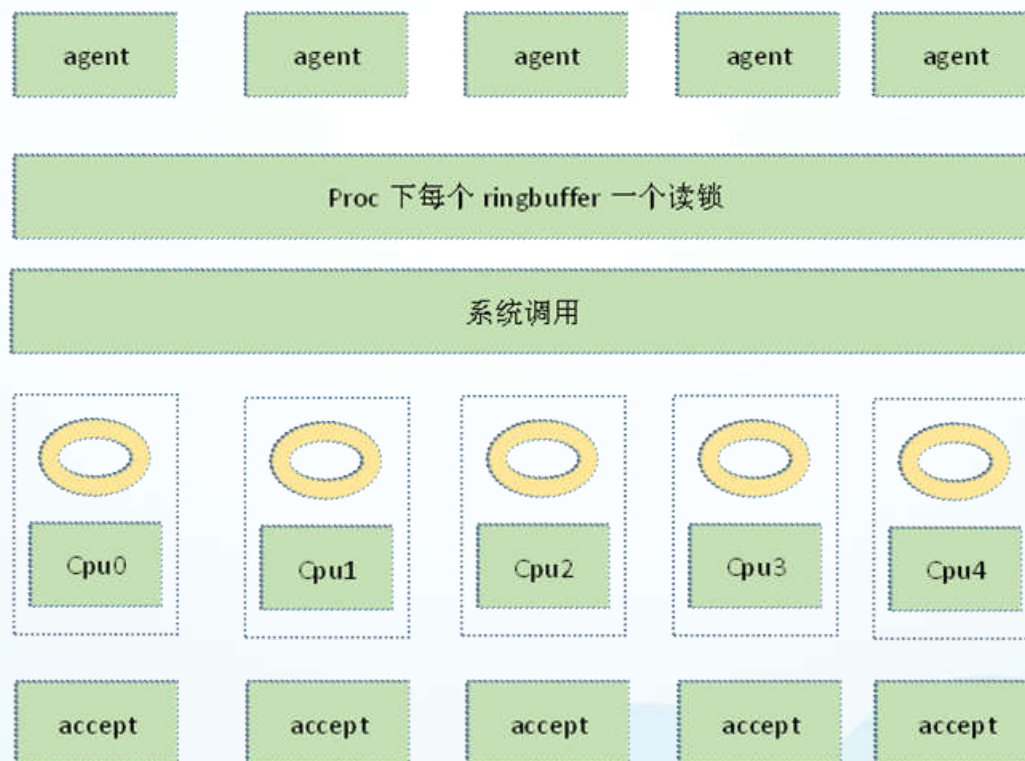 agent agent agent agent agent
Proc 下每个 ringbuffer 一个读锁
系统调用
Cpu0 Cpu1 Cpu2 Cpu3 Cpu4
accept accept accept accept accept